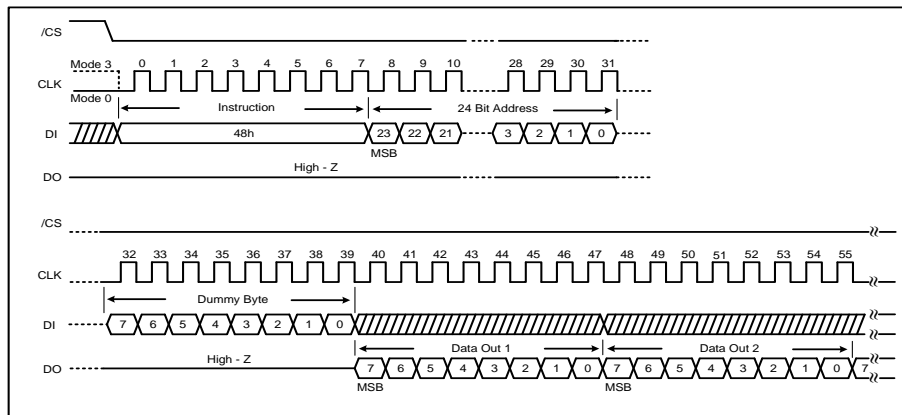 /CS
Mode 3 0 1 2 3 4 5 6 7 8 9 10 28 29 30 31
CLK
Mode 0
Instruction 24 Bit Address
DI 48h 23 22 21 3 2 1 0
MSB
High - Z
DO
/CS
32 33 34 35 36 37 38 39 40 41 42 43 44 45 46 47 48 49 50 51 52 53 54 55
CLK
Dummy Byte
DI 7 6 5 4 3 2 1 0
Data Out 1 Data Out 2
High - Z
DO 7 6 5 4 3 2 1 0 7 6 5 4 3 2 1 0 7
MSB MSB